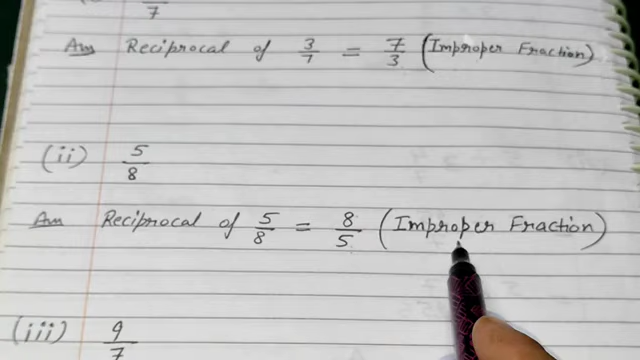 7
Ans Reciprocal of 3/7 = 7/3 (Improper Fraction)
(ii) 5/8
Ans Reciprocal of 5/8 = 8/5 (Improper Fraction)
(iii) 9/7